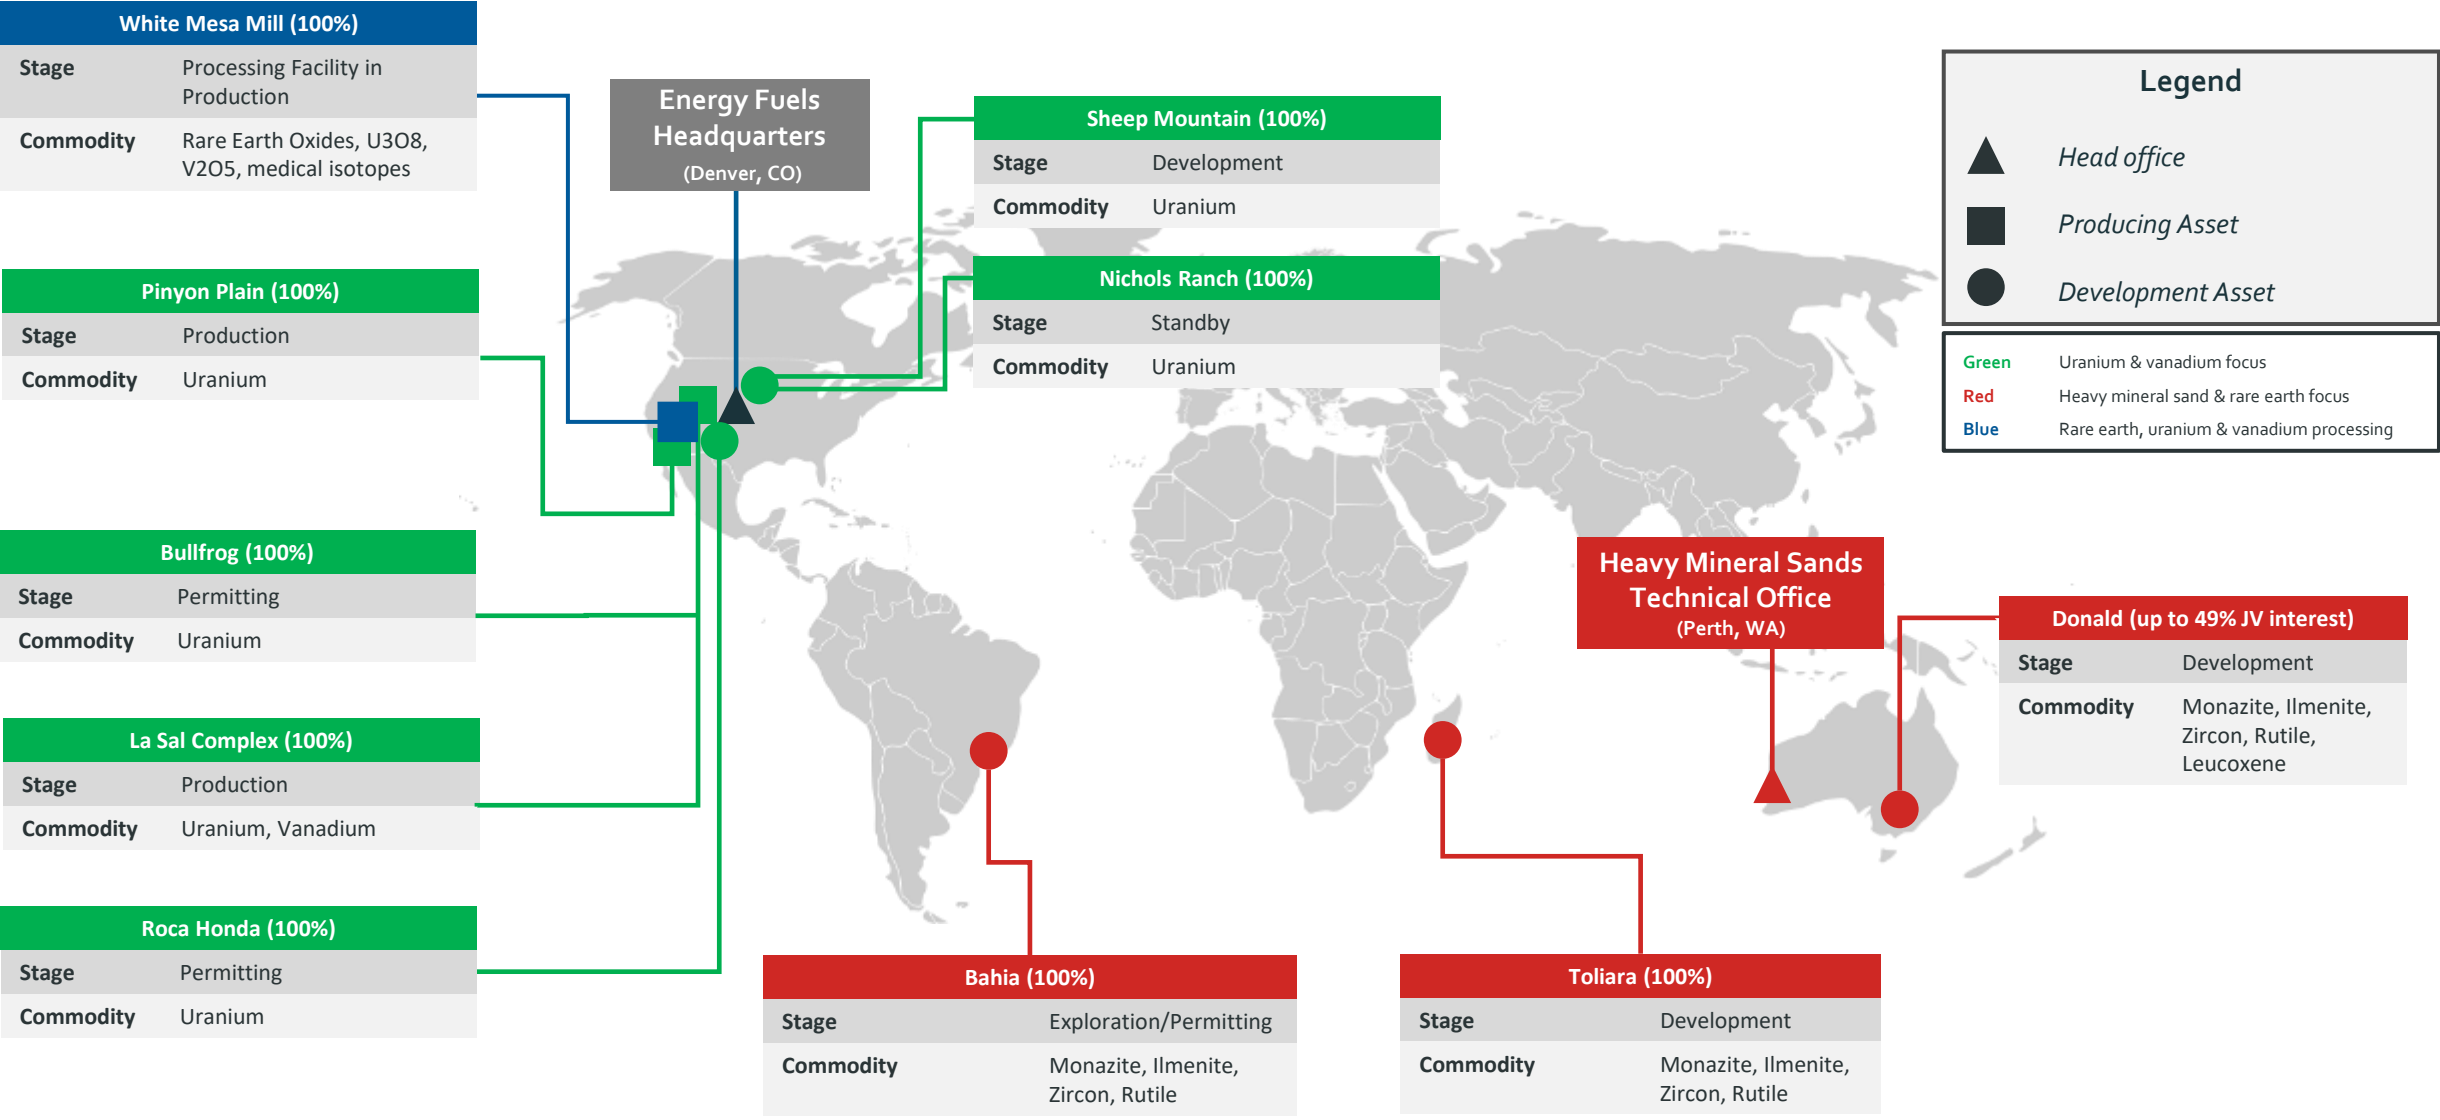 White Mesa Mill (100%)
Stage Processing Facility in
Production
Commodity Rare Earth Oxides, U3O8,
V2O5, medical isotopes
Pinyon Plain (100%)
Stage Production
Commodity Uranium
Bullfrog (100%)
Stage Permitting
Commodity Uranium
La Sal Complex (100%)
Stage Production
Commodity Uranium, Vanadium
Roca Honda (100%)
Stage Permitting
Commodity Uranium
Energy Fuels
Headquarters
(Denver, CO)
Sheep Mountain (100%)
Stage Development
Commodity Uranium
Nichols Ranch (100%)
Stage Standby
Commodity Uranium
Bahia (100%)
Stage Exploration/Permitting
Commodity Monazite, Ilmenite,
Zircon, Rutile
Toliara (100%)
Stage Development
Commodity Monazite, Ilmenite,
Zircon, Rutile
Heavy Mineral Sands
Technical Office
(Perth, WA)
Donald (up to 49% JV interest)
Stage Development
Commodity Monazite, Ilmenite,
Zircon, Rutile,
Leucoxene
Legend
Head office
Producing Asset
Development Asset
Green Uranium & vanadium focus
Red Heavy mineral sand & rare earth focus
Blue Rare earth, uranium & vanadium processing